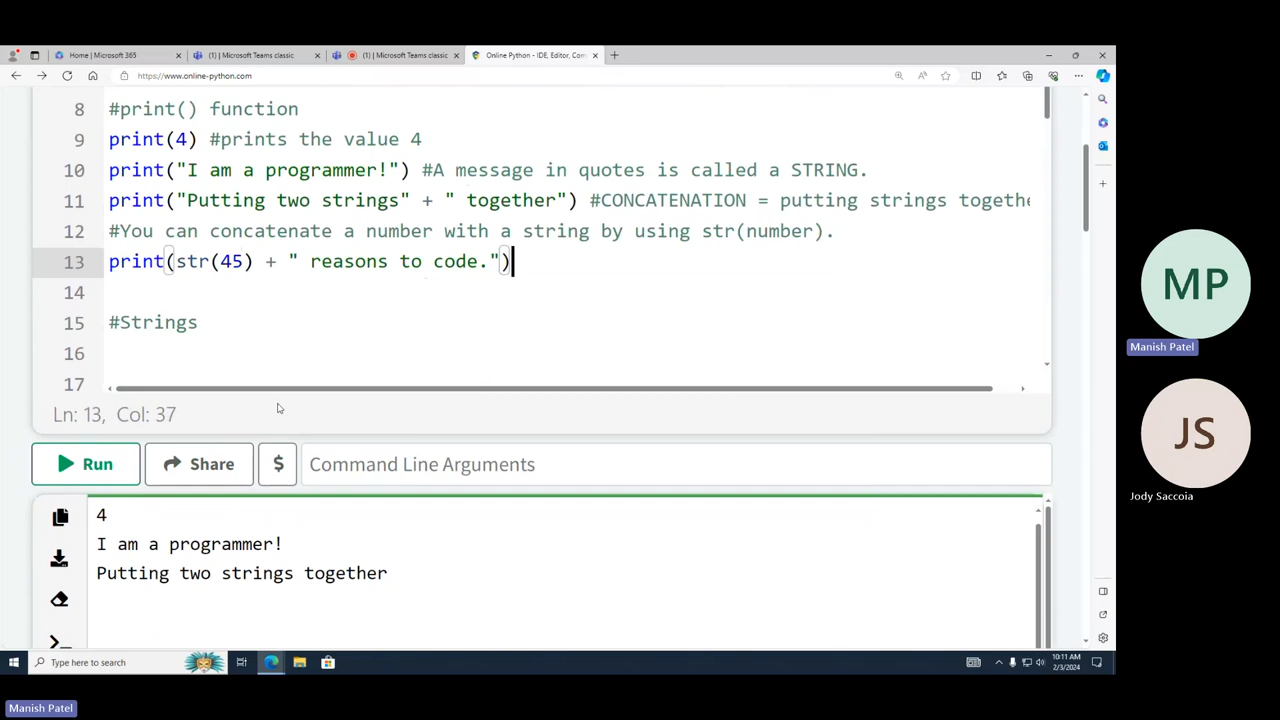 Home | Microsoft 365
(1) | Microsoft Teams classic
(1) | Microsoft Teams classic
Online Python - IDE, Editor, Com
https://www.online-python.com
8 #print() function
9 print(4) #prints the value 4
10 print("I am a programmer!") #A message in quotes is called a STRING.
11 print("Putting two strings" + " together") #CONCATENATION = putting strings togethe
12 #You can concatenate a number with a string by using str(number).
13 print(str(45) + " reasons to code.")
14
15 #Strings
16
17
Ln: 13, Col: 37
Run
Share
$
Command Line Arguments
4
I am a programmer!
Putting two strings together
Type here to search
10:11 AM
2/3/2024
MP
Manish Patel
JS
Jody Saccoia
Manish Patel